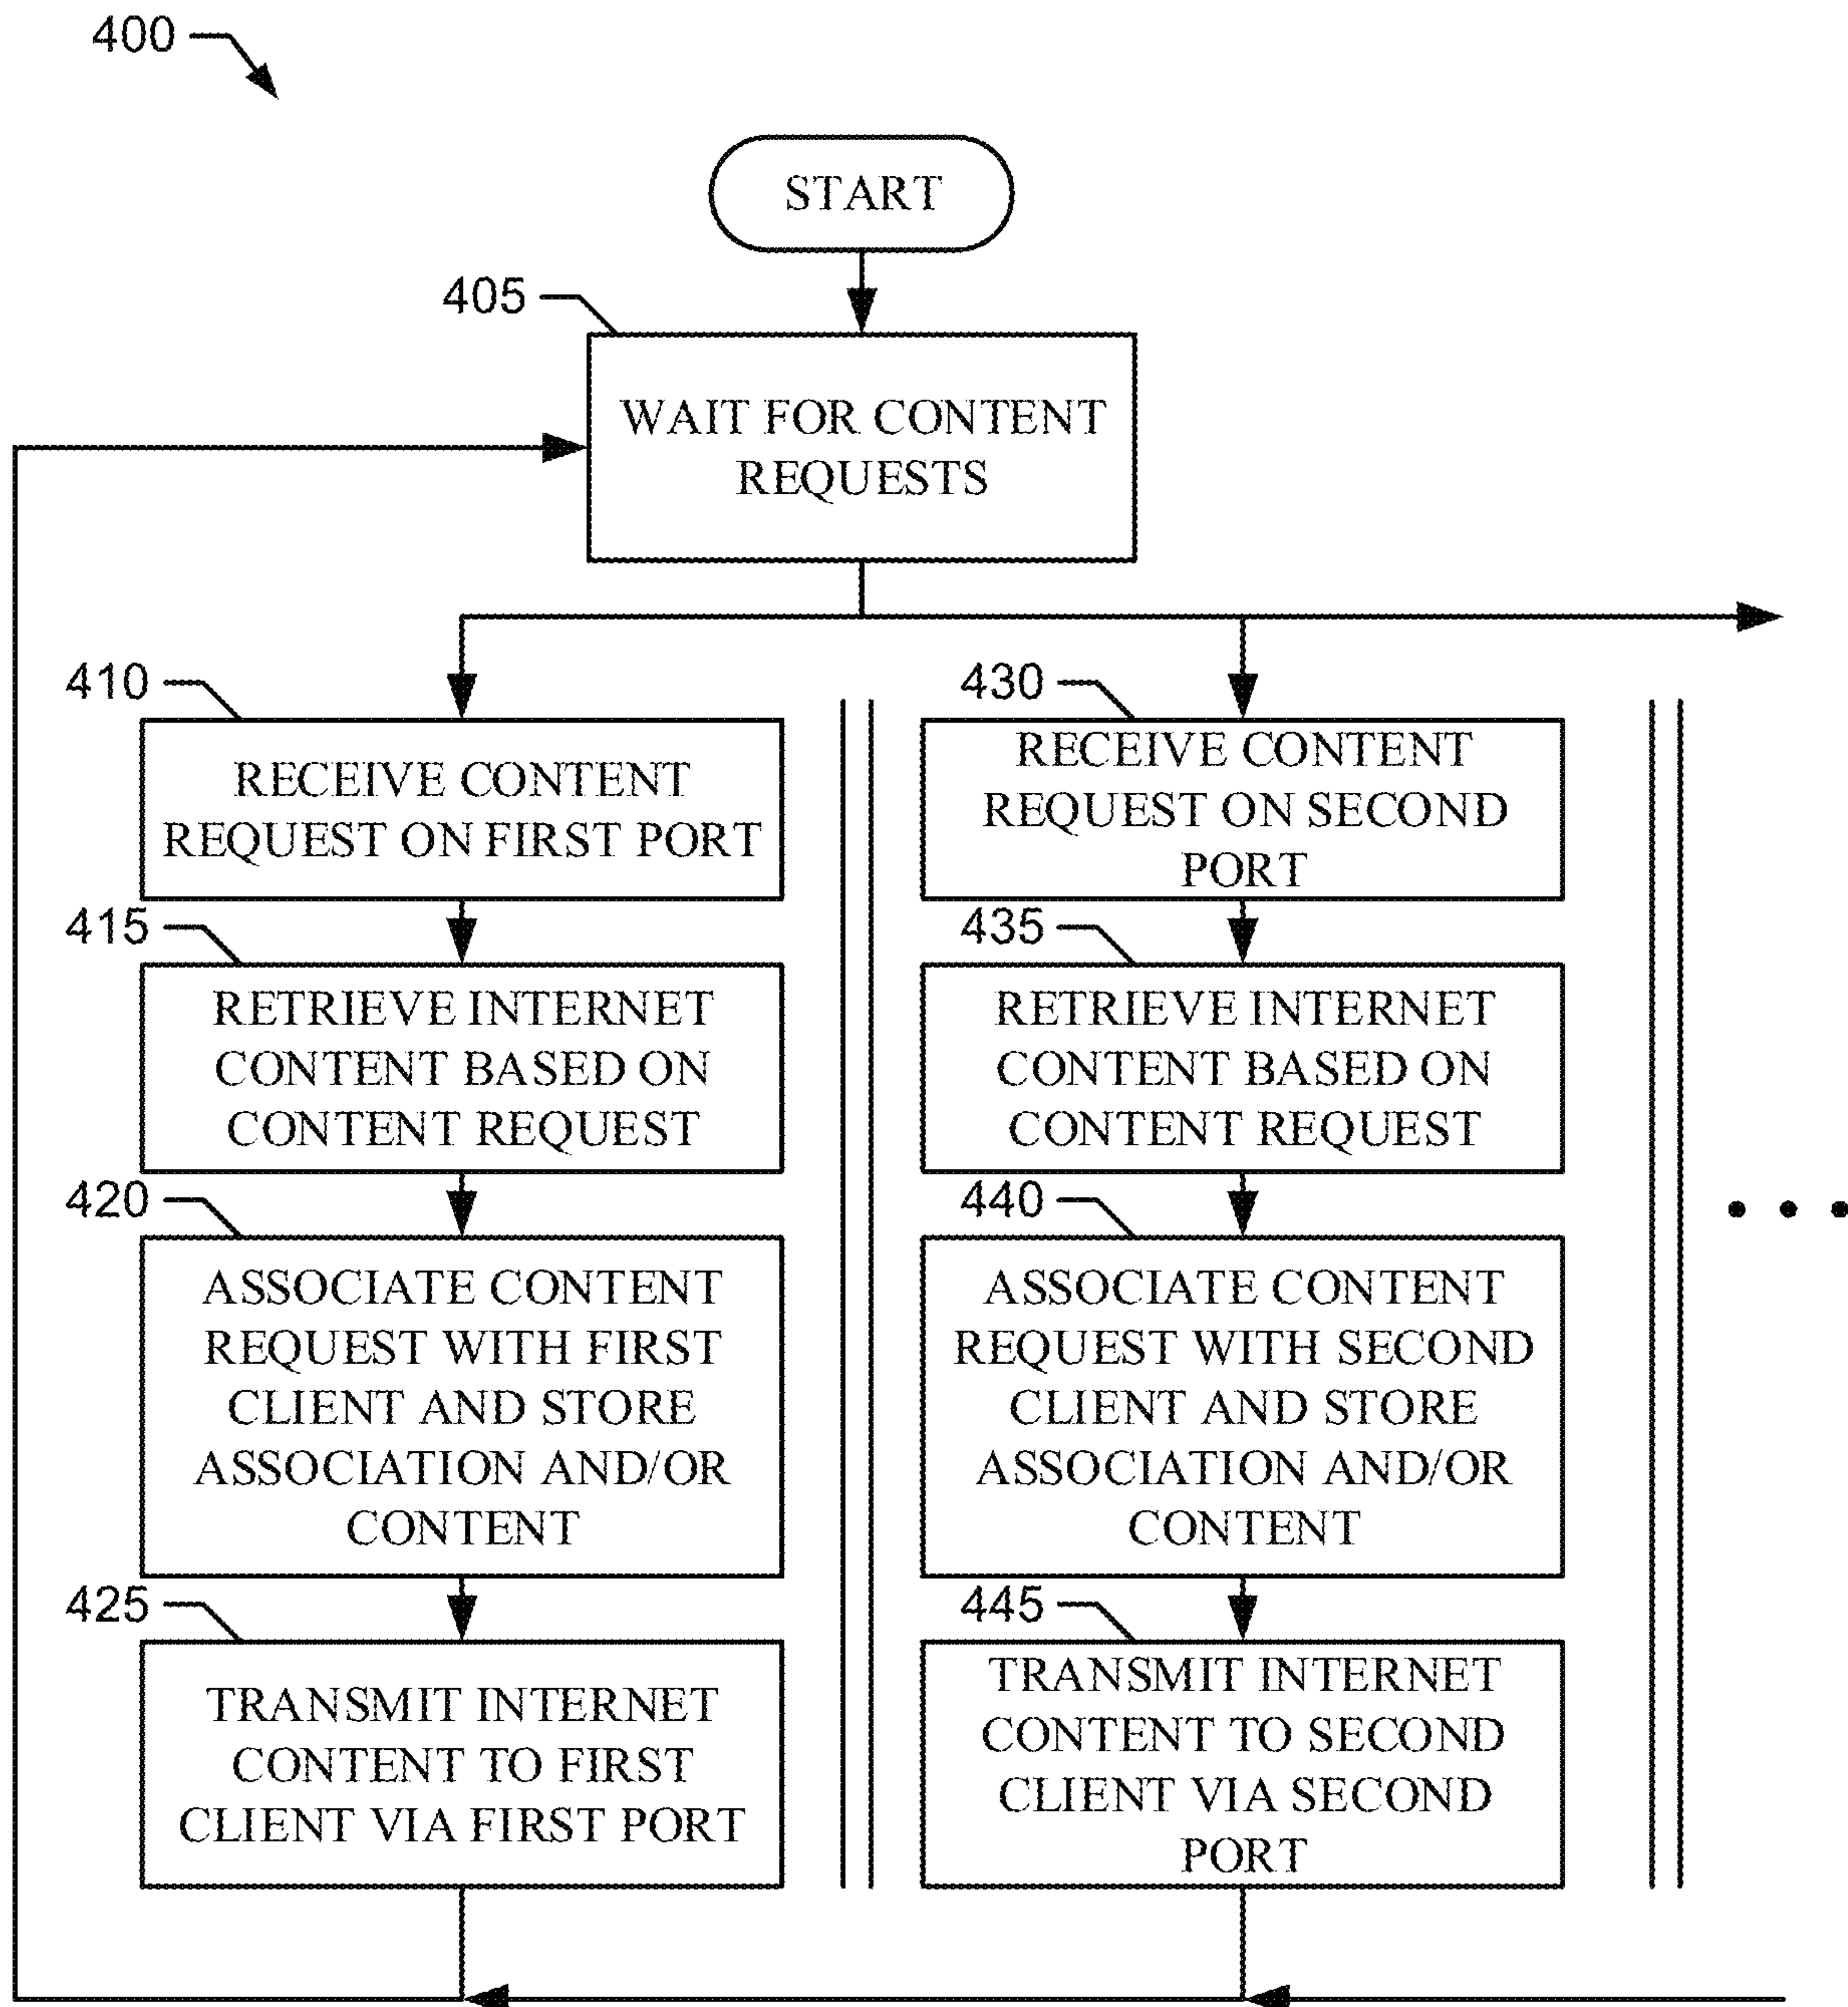 400
START
405
WAIT FOR CONTENT
REQUESTS
410
RECEIVE CONTENT
REQUEST ON FIRST PORT
415
RETRIEVE INTERNET
CONTENT BASED ON
CONTENT REQUEST
420
ASSOCIATE CONTENT
REQUEST WITH FIRST
CLIENT AND STORE
ASSOCIATION AND/OR
CONTENT
425
TRANSMIT INTERNET
CONTENT TO FIRST
CLIENT VIA FIRST PORT
430
RECEIVE CONTENT
REQUEST ON SECOND
PORT
435
RETRIEVE INTERNET
CONTENT BASED ON
CONTENT REQUEST
440
ASSOCIATE CONTENT
REQUEST WITH SECOND
CLIENT AND STORE
ASSOCIATION AND/OR
CONTENT
445
TRANSMIT INTERNET
CONTENT TO SECOND
CLIENT VIA SECOND
PORT
• • •